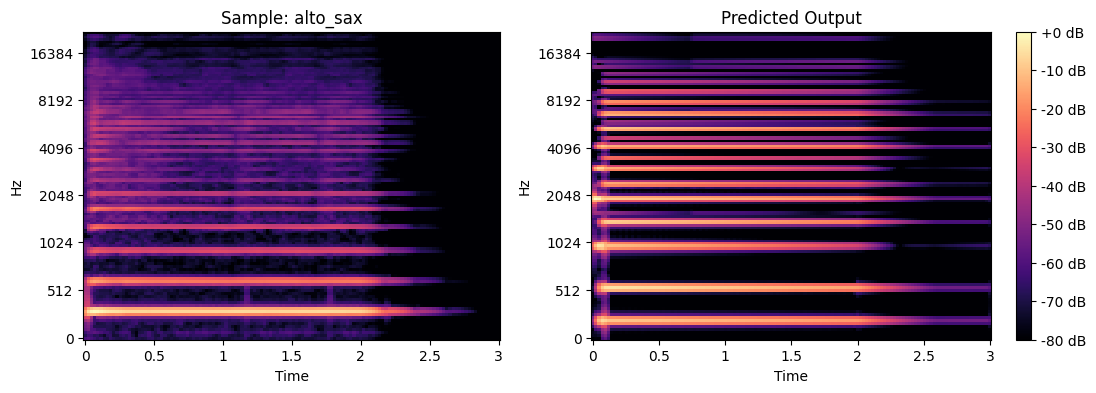 Sample: alto_sax
Predicted Output
16384
8192
4096
2048
1024
512
0
Hz
0
0.5
1
1.5
2
2.5
3
Time
16384
8192
4096
2048
1024
512
0
Hz
0
0.5
1
1.5
2
2.5
3
Time
+0 dB
-10 dB
-20 dB
-30 dB
-40 dB
-50 dB
-60 dB
-70 dB
-80 dB